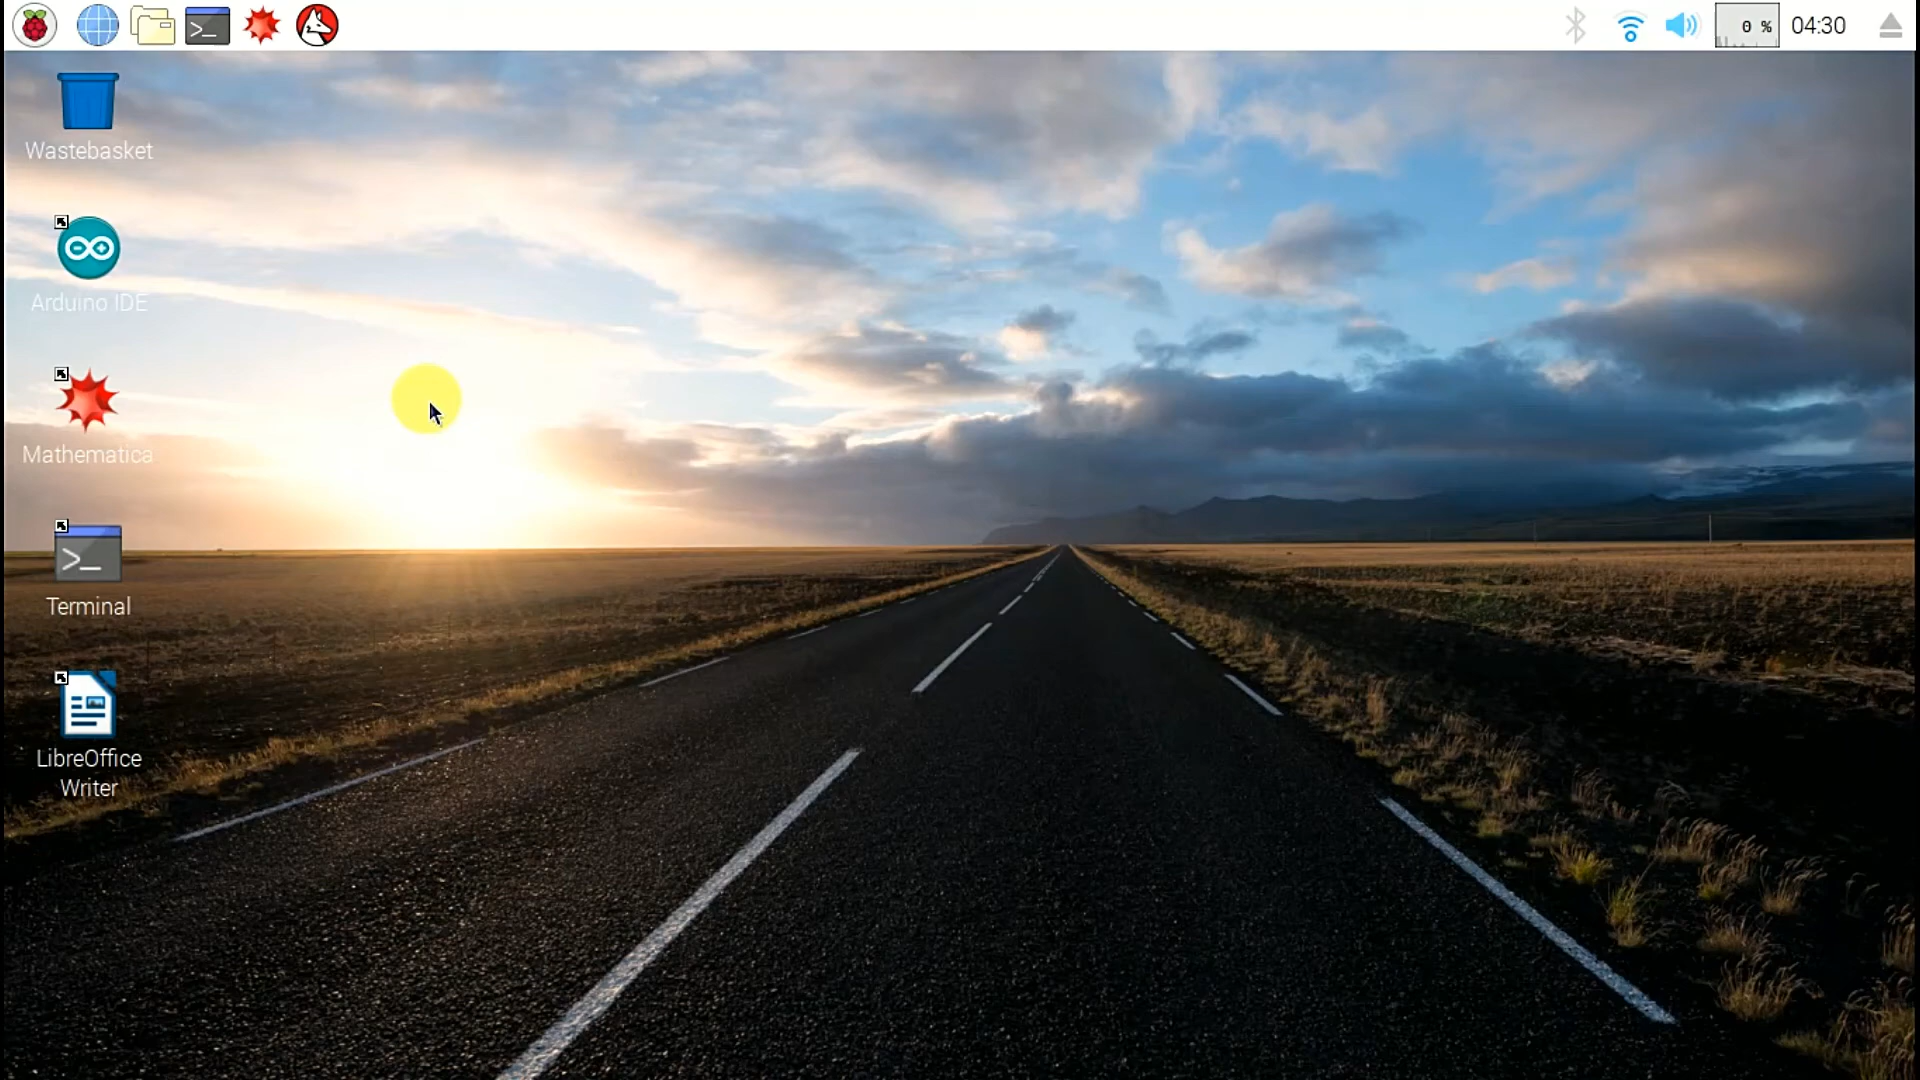 0 %
04:30
Wastebasket
Arduino IDE
Mathematica
>_ Terminal
LibreOffice
Writer